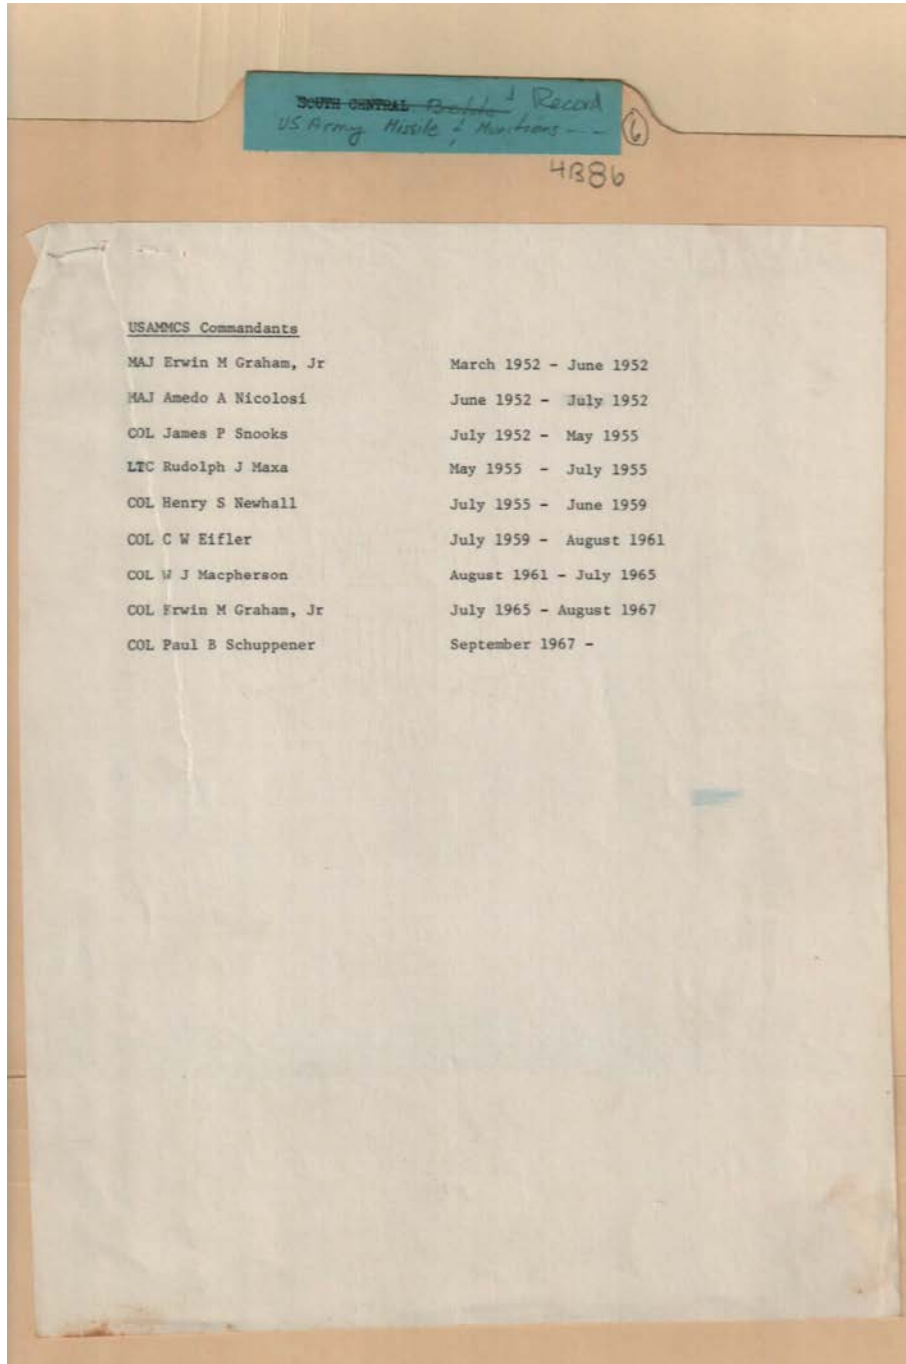 SOUTH CENTRAL Record
US Army Missile & Munitions - - -
6
4B86
USAMMCS Commandants
MAJ Erwin M Graham, Jr March 1952 - June 1952
MAJ Amedo A Nicolosi June 1952 - July 1952
COL James P Snooks July 1952 - May 1955
LTC Rudolph J Maxa May 1955 - July 1955
COL Henry S Newhall July 1955 - June 1959
COL C W Eifler July 1959 - August 1961
COL W J Macpherson August 1961 - July 1965
COL Erwin M Graham, Jr July 1965 - August 1967
COL Paul B Schuppener September 1967 -